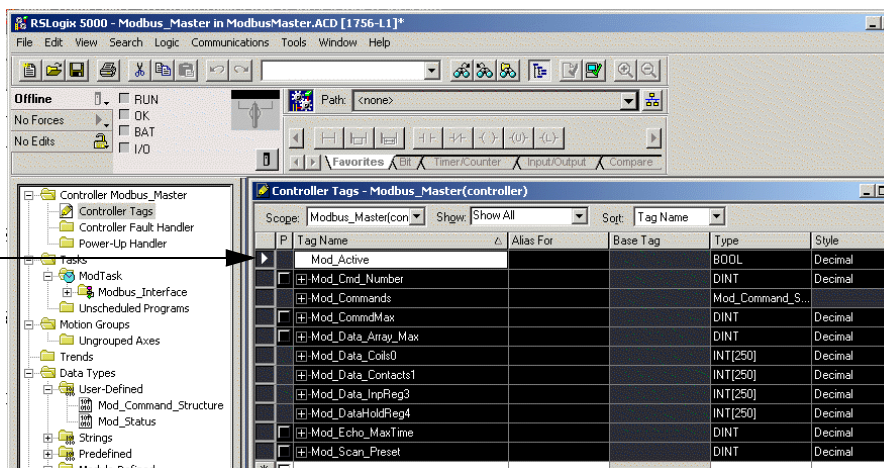 RSLogix 5000 - Modbus_Master in ModbusMaster.ACD [1756-L1]*
File Edit View Search Logic Communications Tools Window Help
Offline RUN
No Forces OK
No Edits BAT
I/O
Path: <none>
Favorites Bit Timer/Counter Input/Output Compare
Controller Modbus_Master
Controller Tags
Controller Fault Handler
Power-Up Handler
Tasks
ModTask
Modbus_Interface
Unscheduled Programs
Motion Groups
Ungrouped Axes
Trends
Data Types
User-Defined
Mod_Command_Structure
Mod_Status
Strings
Predefined
Controller Tags - Modbus_Master(controller)
Scope: Modbus_Master(con Show: Show All Sort: Tag Name
P Tag Name Alias For Base Tag Type Style
Mod_Active BOOL Decimal
Mod_Cmd_Number DINT Decimal
Mod_Commands Mod_Command_S...
Mod_CommdMax DINT Decimal
Mod_Data_Array_Max DINT Decimal
Mod_Data_Coils0 INT[250] Decimal
Mod_Data_Contacts1 INT[250] Decimal
Mod_Data_InpReg3 INT[250] Decimal
Mod_DataHoldReg4 INT[250] Decimal
Mod_Echo_MaxTime DINT Decimal
Mod_Scan_Preset DINT Decimal